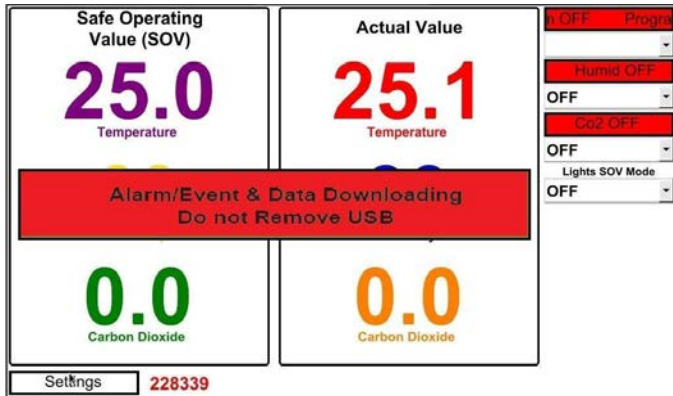 Safe Operating
Value (SOV)
25.0
Temperature
Actual Value
25.1
Temperature
Alarm/Event & Data Downloading
Do not Remove USB
0.0
Carbon Dioxide
0.0
Carbon Dioxide
OFF
Humid OFF
OFF
Co2 OFF
OFF
Lights SOV Mode
OFF
Settings
228339